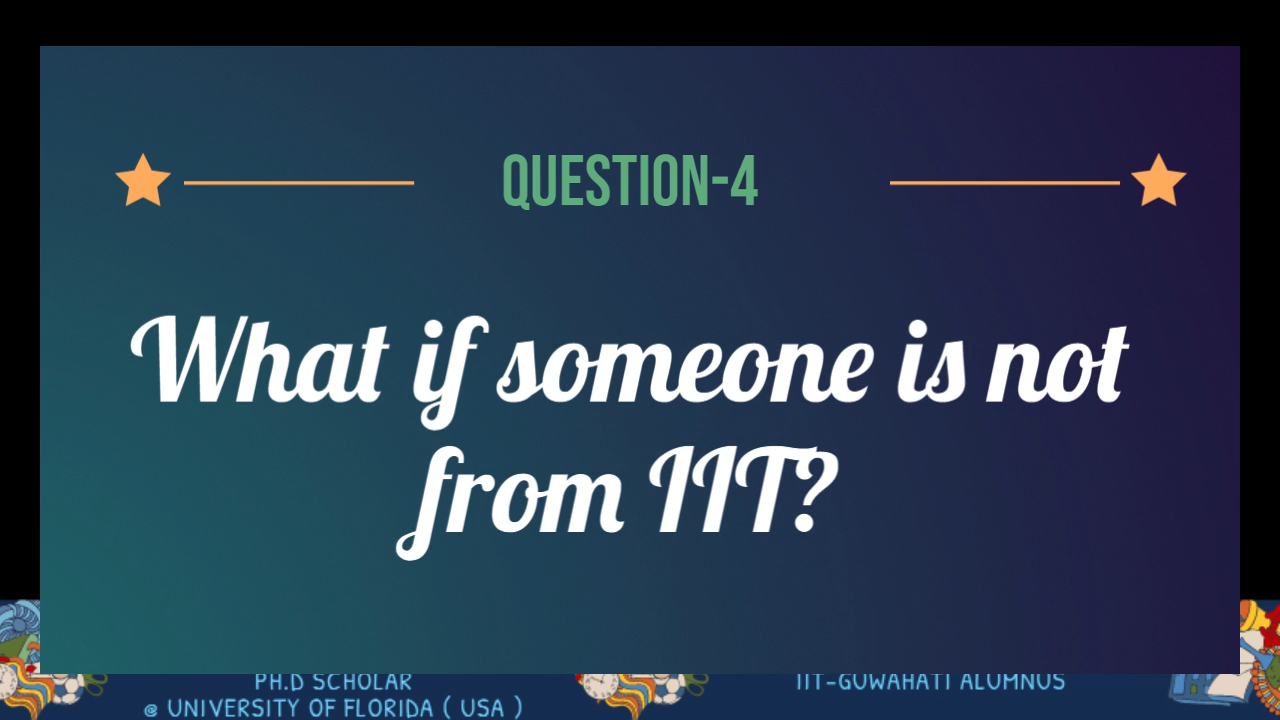 QUESTION-4
What if someone is not
from IIT?
PH.D SCHOLAR
@ UNIVERSITY OF FLORIDA ( USA )
IIT-GUWAHATI ALUMNUS